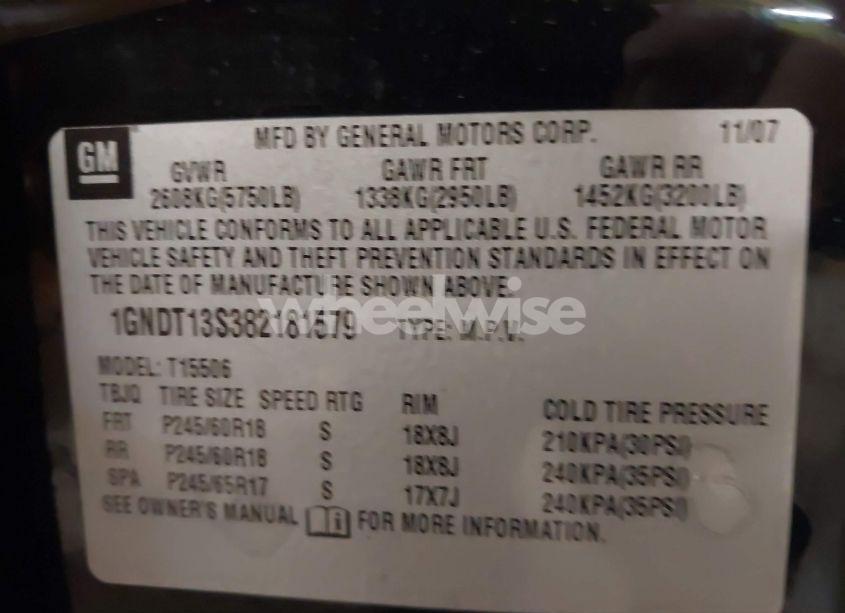 GM
MFD BY GENERAL MOTORS CORP. 11/07
GVWR GAWR FRT GAWR RR
2608KG(5750LB) 1338KG(2950LB) 1452KG(3200LB)
THIS VEHICLE CONFORMS TO ALL APPLICABLE U.S. FEDERAL MOTOR
VEHICLE SAFETY AND THEFT PREVENTION STANDARDS IN EFFECT ON
THE DATE OF MANUFACTURE SHOWN ABOVE.
wheelwise
1GNDT13S382181579 TYPE: M.P.V.
MODEL: T15506
TBJQ TIRE SIZE SPEED RTG RIM COLD TIRE PRESSURE
FRT P245/60R18 S 18X8J 210KPA(30PSI)
RR P245/60R18 S 18X8J 240KPA(35PSI)
SPA P245/65R17 S 17X7J 240KPA(35PSI)
SEE OWNER'S MANUAL FOR MORE INFORMATION.